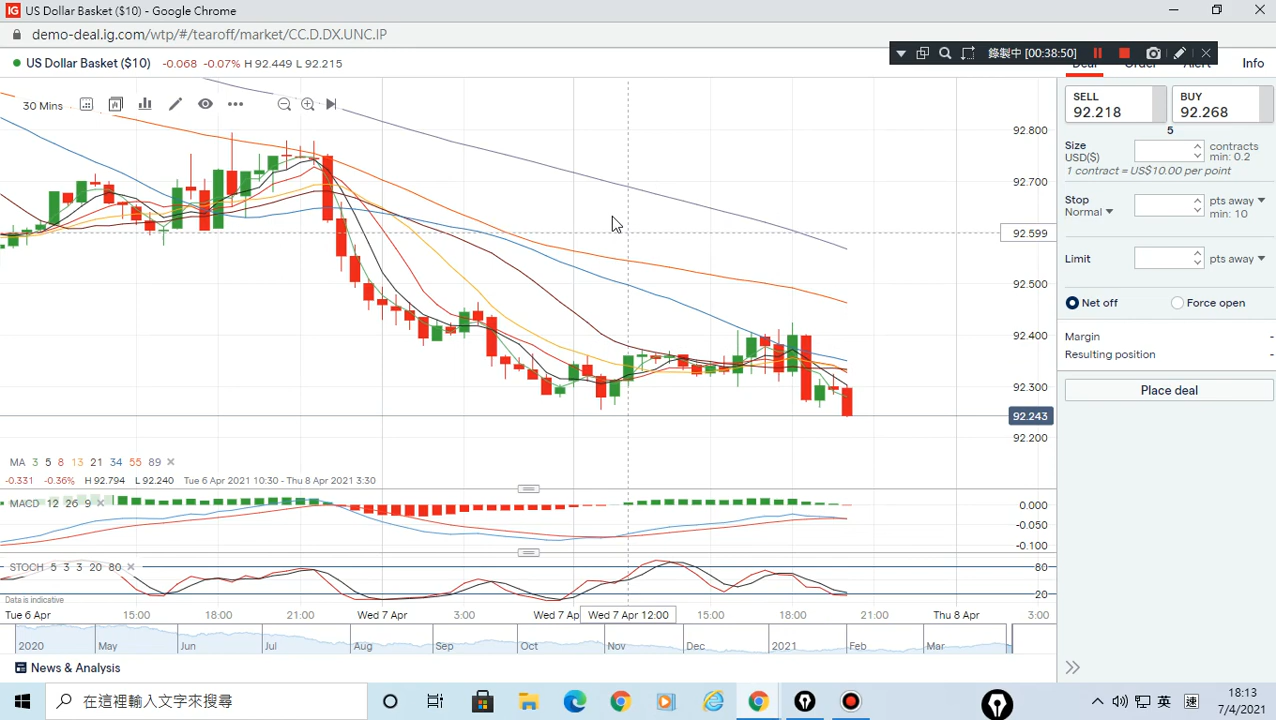 IG US Dollar Basket ($10) - Google Chrome
demo-deal.ig.com/wtp/#/tearoff/market/CC.D.DX.UNC.IP
US Dollar Basket ($10) -0.068 -0.07% H 92.449 L 92.215
錄製中 [00:38:50]
Deal Order Alert Info
30 Mins
SELL
92.218
BUY
92.268
5
Size
USD($)
contracts
min: 0.2
1 contract = US$10.00 per point
Stop
Normal
pts away
min: 10
Limit
pts away
Net off
Force open
Margin -
Resulting position -
Place deal
92.800
92.700
92.599
92.500
92.400
92.300
92.243
92.200
MA 3 5 8 13 21 34 55 89
-0.331 -0.36% H 92.794 L 92.240 Tue 6 Apr 2021 10:30 - Thu 8 Apr 2021 3:30
MACD 12 26 9
0.000
-0.050
-0.100
STOCH 5 3 3 20 80
80
20
Data is indicative
Tue 6 Apr 15:00 18:00 21:00 Wed 7 Apr 3:00 Wed 7 Ap Wed 7 Apr 12:00 15:00 18:00 21:00 Thu 8 Apr 3:00
2020 May Jun Jul Aug Sep Oct Nov Dec 2021 Feb Mar
News & Analysis
在這裡輸入文字來搜尋
英
18:13
7/4/2021